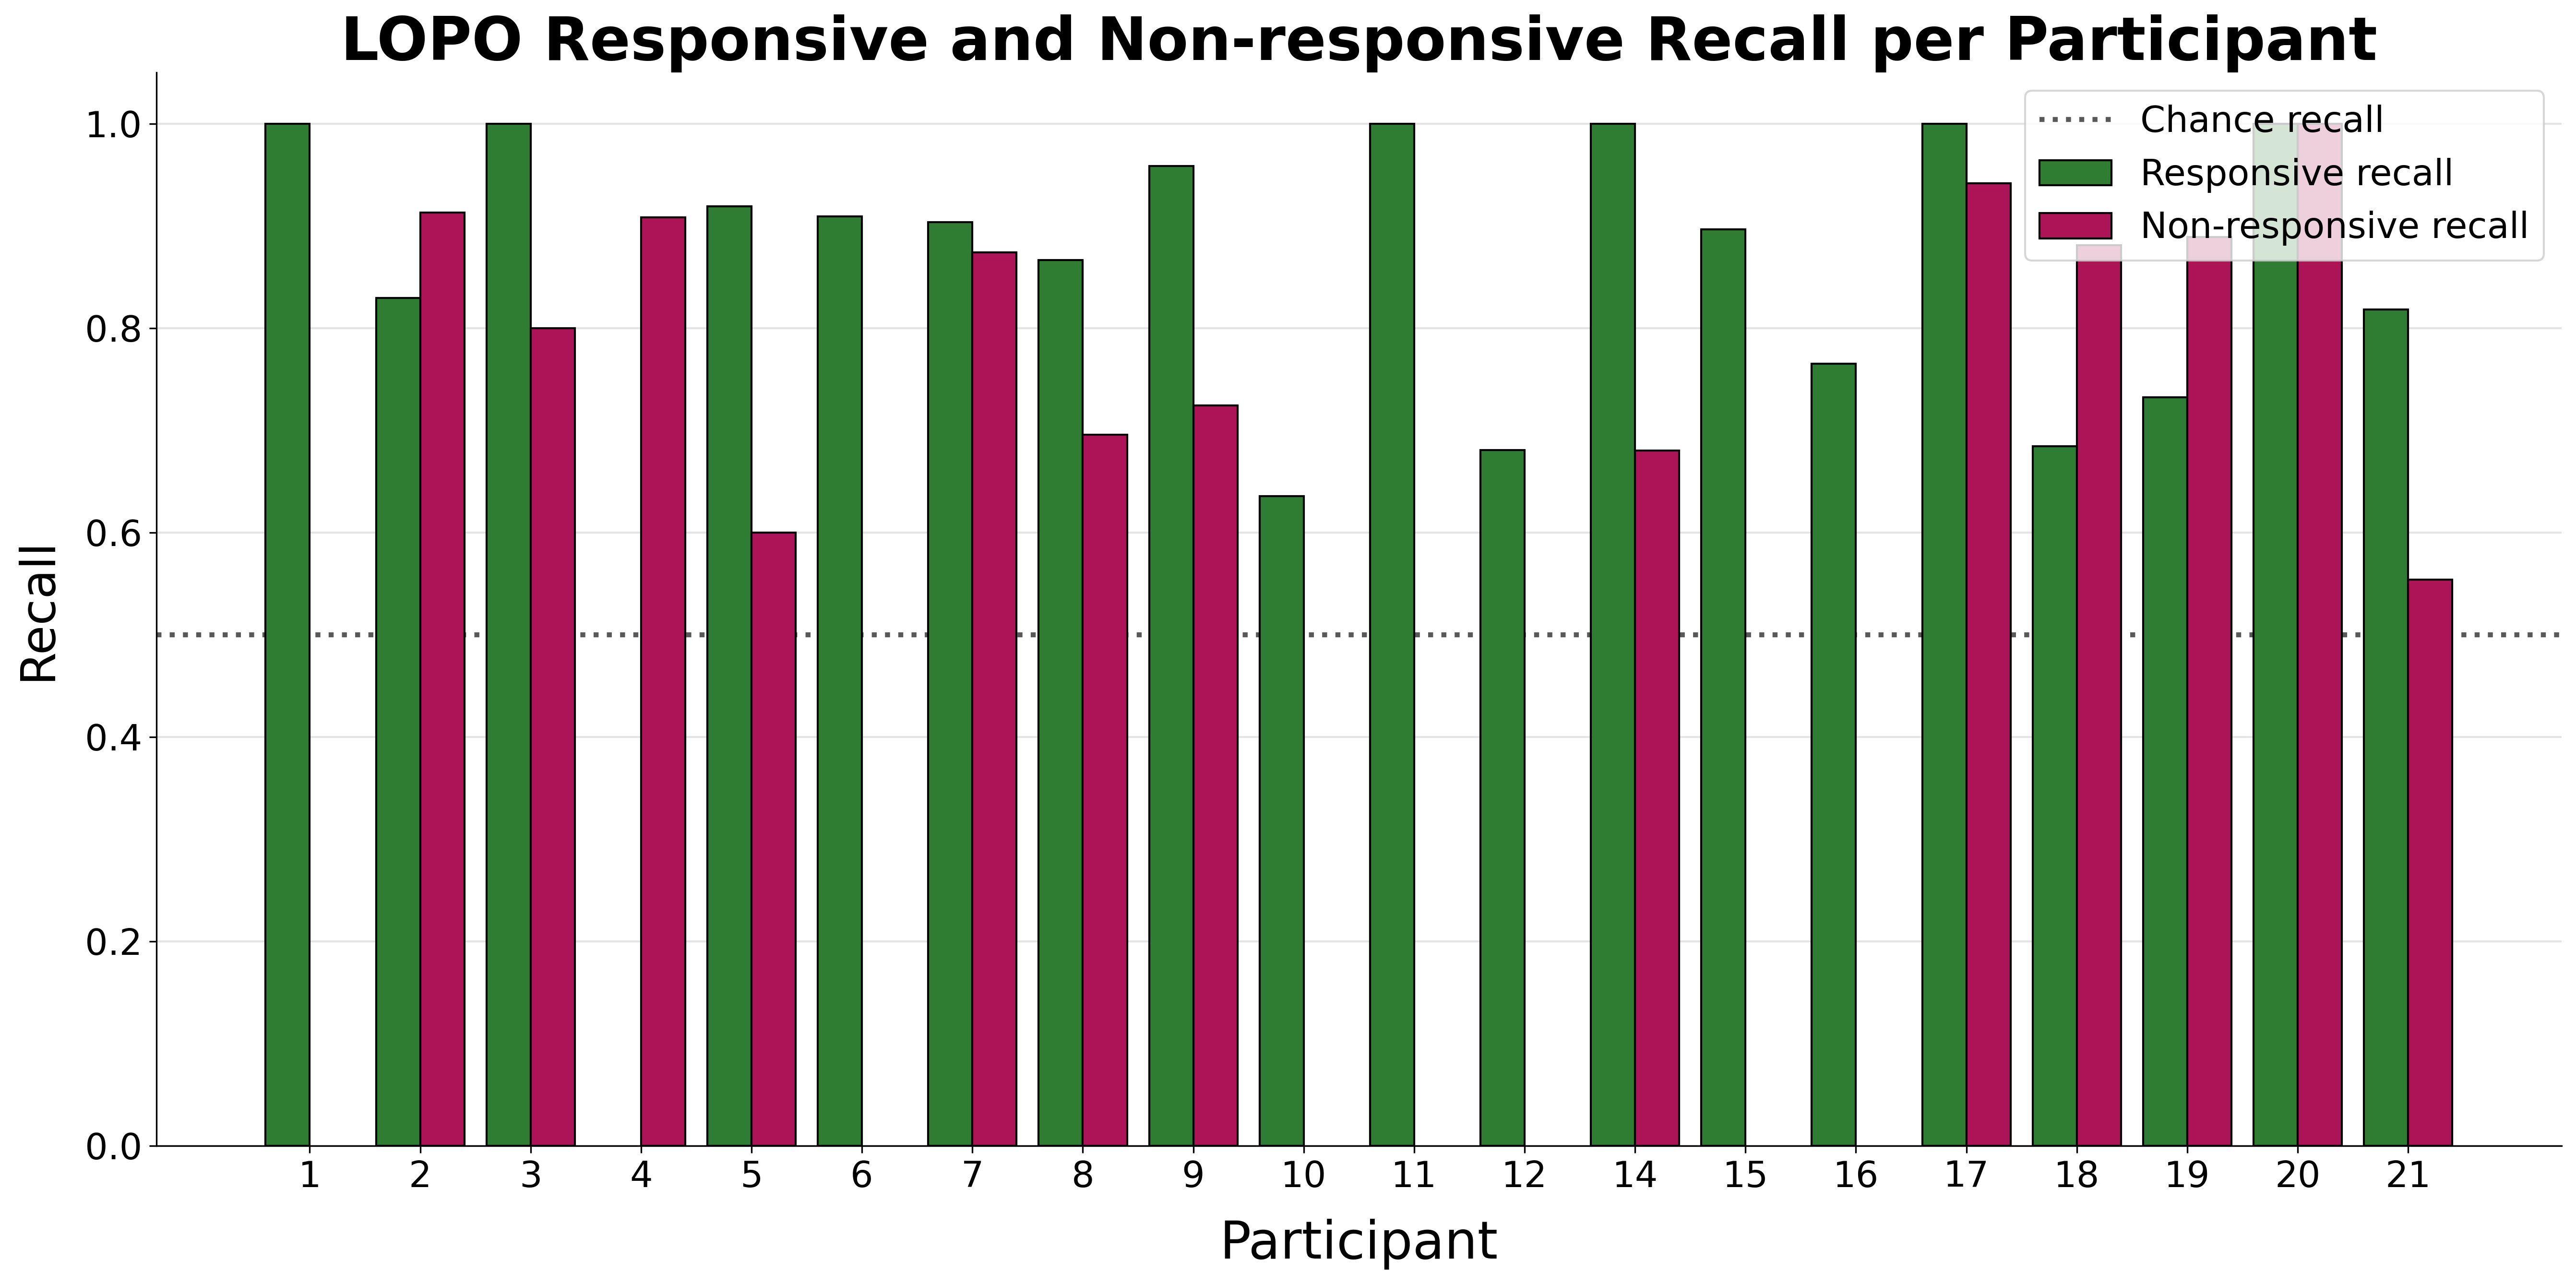 LOPO Responsive and Non-responsive Recall per Participant
Chance recall
Responsive recall
Non-responsive recall
Recall
1.0
0.8
0.6
0.4
0.2
0.0
1 2 3 4 5 6 7 8 9 10 11 12 14 15 16 17 18 19 20 21
Participant